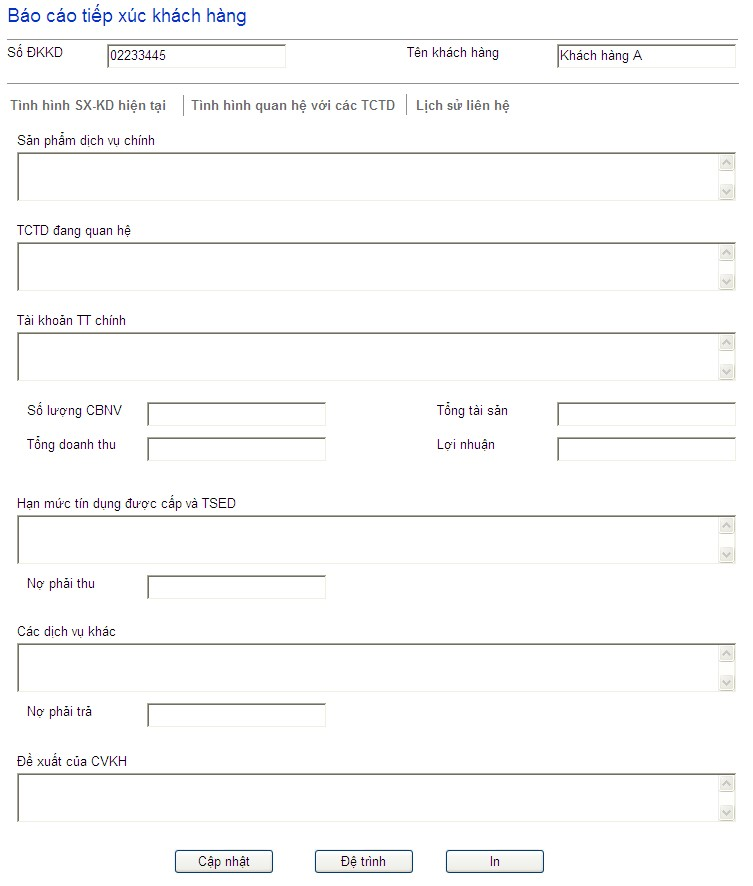 Báo cáo tiếp xúc khách hàng
Số ĐKKD 02233445 Tên khách hàng Khách hàng A
Tình hình SX-KD hiện tại Tình hình quan hệ với các TCTD Lịch sử liên hệ
Sản phẩm dịch vụ chính
TCTD đang quan hệ
Tài khoản TT chính
Số lượng CBNV Tổng tài sản
Tổng doanh thu Lợi nhuận
Hạn mức tín dụng được cấp và TSED
Nợ phải thu
Các dịch vụ khác
Nợ phải trả
Đề xuất của CVKH
Cập nhật Đệ trình In